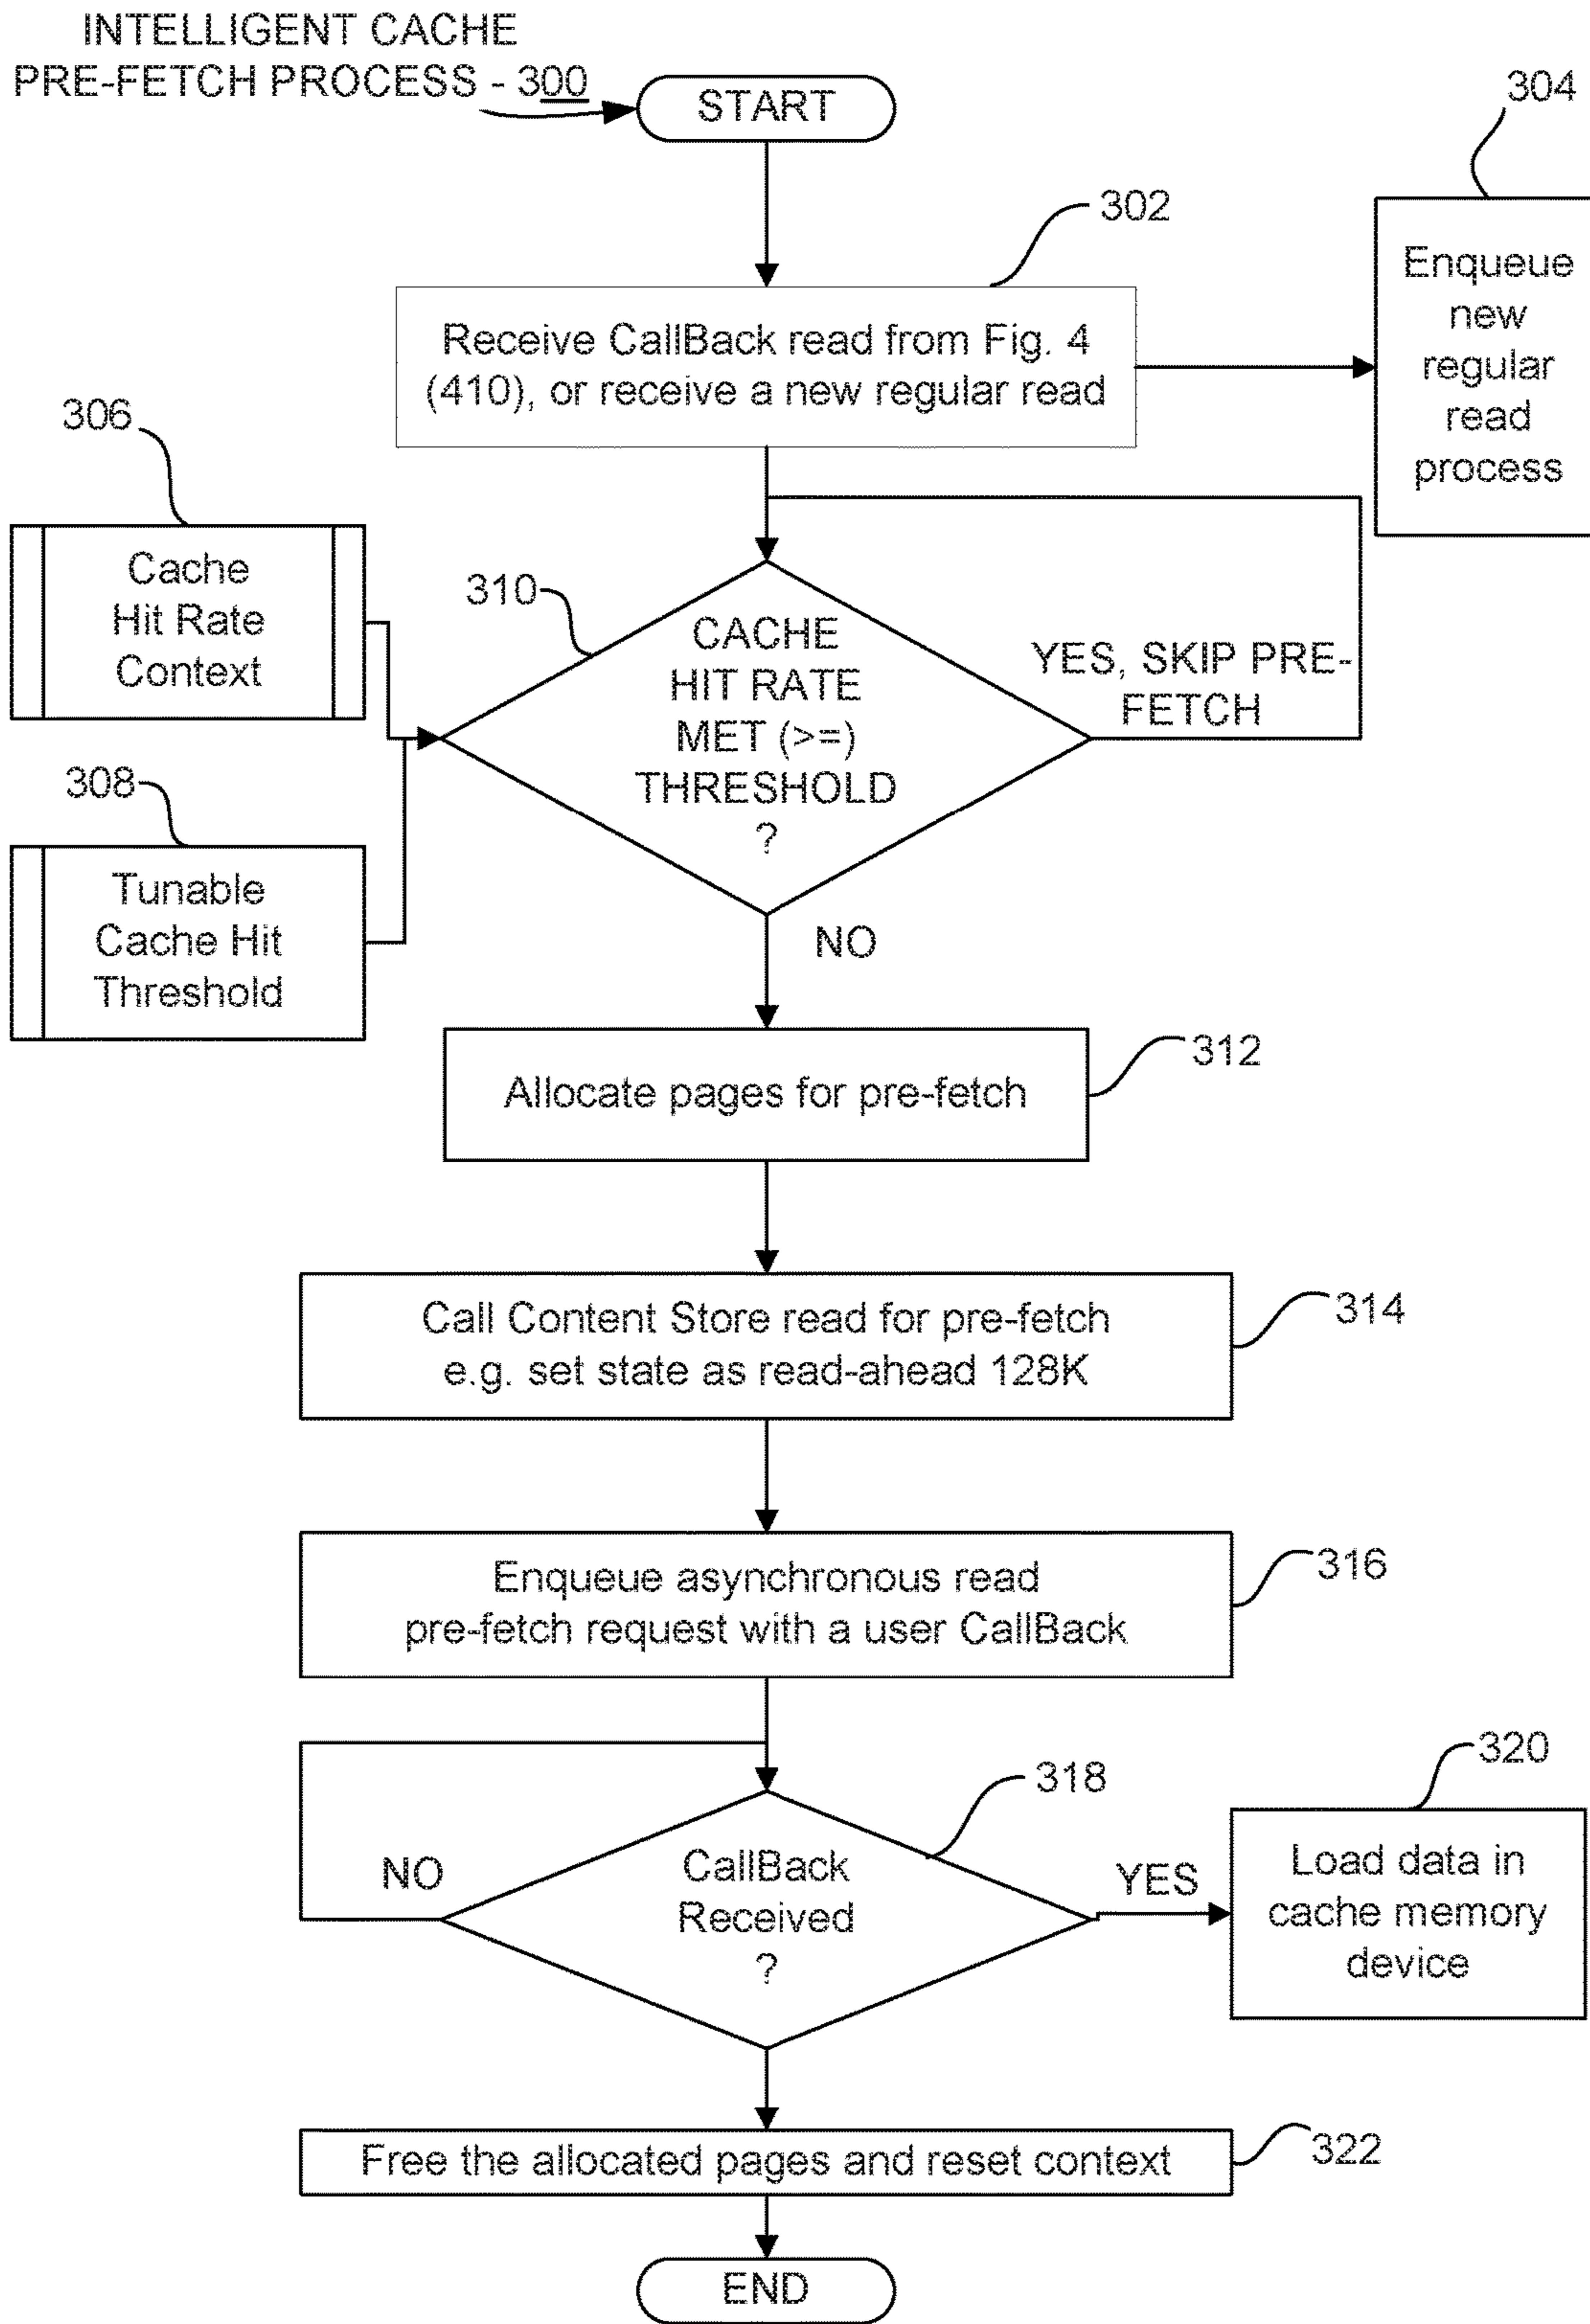 INTELLIGENT CACHE
PRE-FETCH PROCESS - 300
START
304
302
Enqueue
new
regular
read
process
Receive CallBack read from Fig. 4
(410), or receive a new regular read
306
Cache
Hit Rate
Context
310
CACHE
HIT RATE
MET (>=)
THRESHOLD
?
YES, SKIP PRE-
FETCH
308
Tunable
Cache Hit
Threshold
NO
312
Allocate pages for pre-fetch
314
Call Content Store read for pre-fetch
e.g. set state as read-ahead 128K
316
Enqueue asynchronous read
pre-fetch request with a user CallBack
318
320
NO
CallBack
Received
?
YES
Load data in
cache memory
device
322
Free the allocated pages and reset context
END